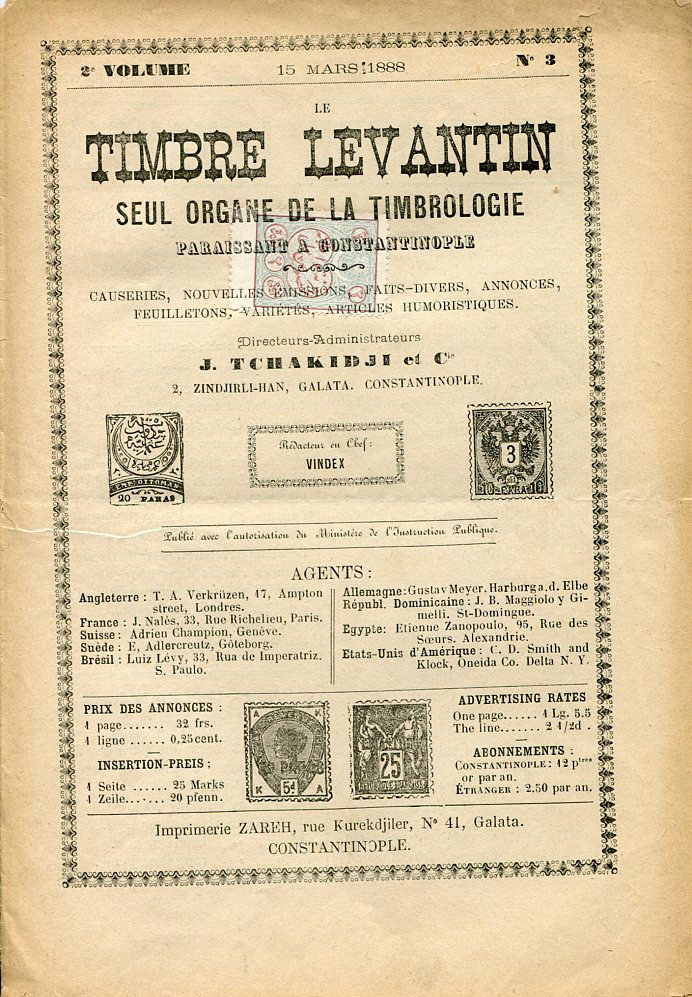 2e VOLUME 15 MARS 1888 No 3
LE
TIMBRE LEVANTIN
SEUL ORGANE DE LA TIMBROLOGIE
PARAISSANT A CONSTANTINOPLE
CAUSERIES, NOUVELLES EMISSIONS, FAITS-DIVERS, ANNONCES,
FEUILLETONS, VARIÉTÉS, ARTICLES HUMORISTIQUES.
Directeurs-Administrateurs
J. TCHAKIDJI et Cie
2, ZINDJIRLI-HAN, GALATA. CONSTANTINOPLE.
EMP: OTTOMAN
20 PARAS
Rédacteur en Chef:
VINDEX
3
10 PARA 10
Publié avec l'autorisation du Ministère de l'Instruction Publique.
AGENTS:
Angleterre: T. A. Verkrüzen, 17, Ampton
street, Londres.
France: J. Nalès, 33, Rue Richelieu, Paris.
Suisse: Adrien Champion, Genève.
Suède: E, Adlercreutz, Göteborg.
Brésil: Luiz Lévy, 33, Rua de Imperatriz.
S. Paulo.
Allemagne: Gustav Meyer. Harburg a. d. Elbe
Républ. Dominicaine: J. B. Maggiolo y Gi-
melli. St-Domingue.
Egypte: Etienne Zanopoulo, 95, Rue des
Sœurs. Alexandrie.
Etats-Unis d'Amérique: C. D. Smith and
Klock, Oneida Co. Delta N. Y.
PRIX DES ANNONCES:
1 page....... 32 frs.
1 ligne ...... 0,25 cent.
INSERTION-PREIS;
1 Seite ...... 25 Marks
1 Zeile....... 20 pfenn.
A A
5d
K A
25
ADVERTISING RATES
One page...... 1 Lg. 5.5
The line....... 2 1/2d.
ABONNEMENTS:
CONSTANTINOPLE: 12 ptres
or par an.
ÉTRANGER: 2.50 par an.
Imprimerie ZAREH, rue Kurekdjiler, No 41, Galata.
CONSTANTINOPLE.